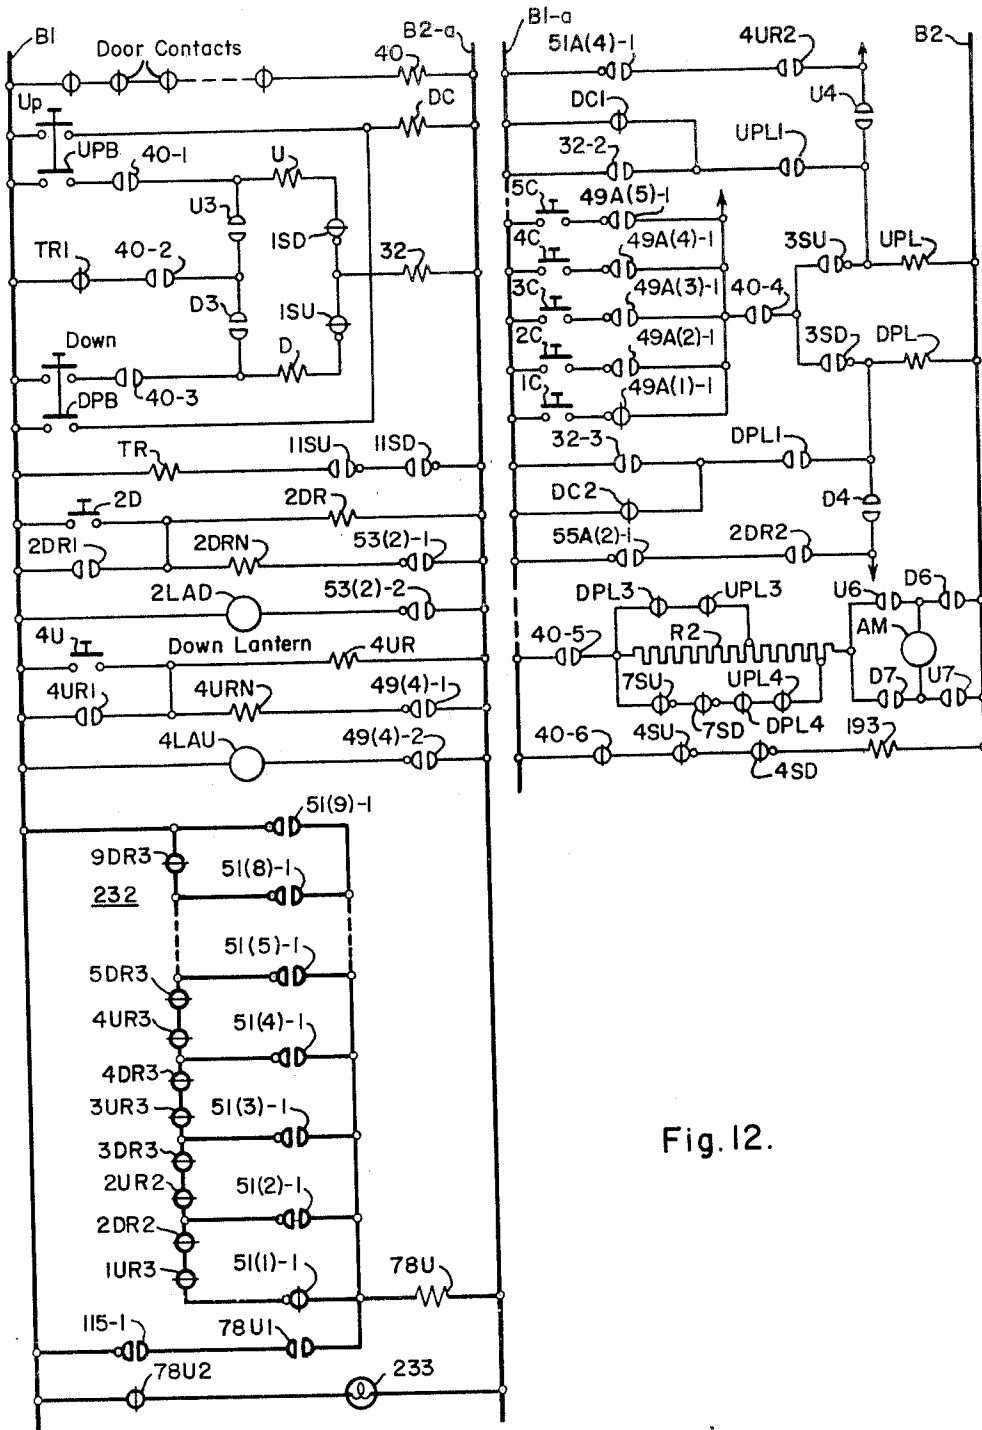 B1
Door Contacts
40
B2-a
Up
DC
UPB
40-1
U
U3
1SD
TR1
40-2
32
D3
1SU
Down
D
DPB
40-3
TR
11SU
11SD
2D
2DR
2DR1
2DRN
53(2)-1
2LAD
53(2)-2
4U
Down Lantern
4UR
4UR1
4URN
49(4)-1
4LAU
49(4)-2
51(9)-1
9DR3
51(8)-1
232
51(5)-1
5DR3
4UR3
51(4)-1
4DR3
3UR3
51(3)-1
3DR3
2UR2
51(2)-1
2DR2
1UR3
51(1)-1
78U
115-1
78U1
78U2
233
B1-a
51A(4)-1
4UR2
B2
DC1
U4
32-2
UPL1
5C
49A(5)-1
4C
49A(4)-1
3SU
UPL
3C
49A(3)-1
40-4
2C
49A(2)-1
3SD
DPL
1C
49A(1)-1
32-3
DPL1
DC2
D4
55A(2)-1
2DR2
DPL3
UPL3
U6
D6
40-5
R2
AM
7SU
UPL4
D7
U7
7SD
DPL4
40-6
4SU
193
4SD
Fig. 12.